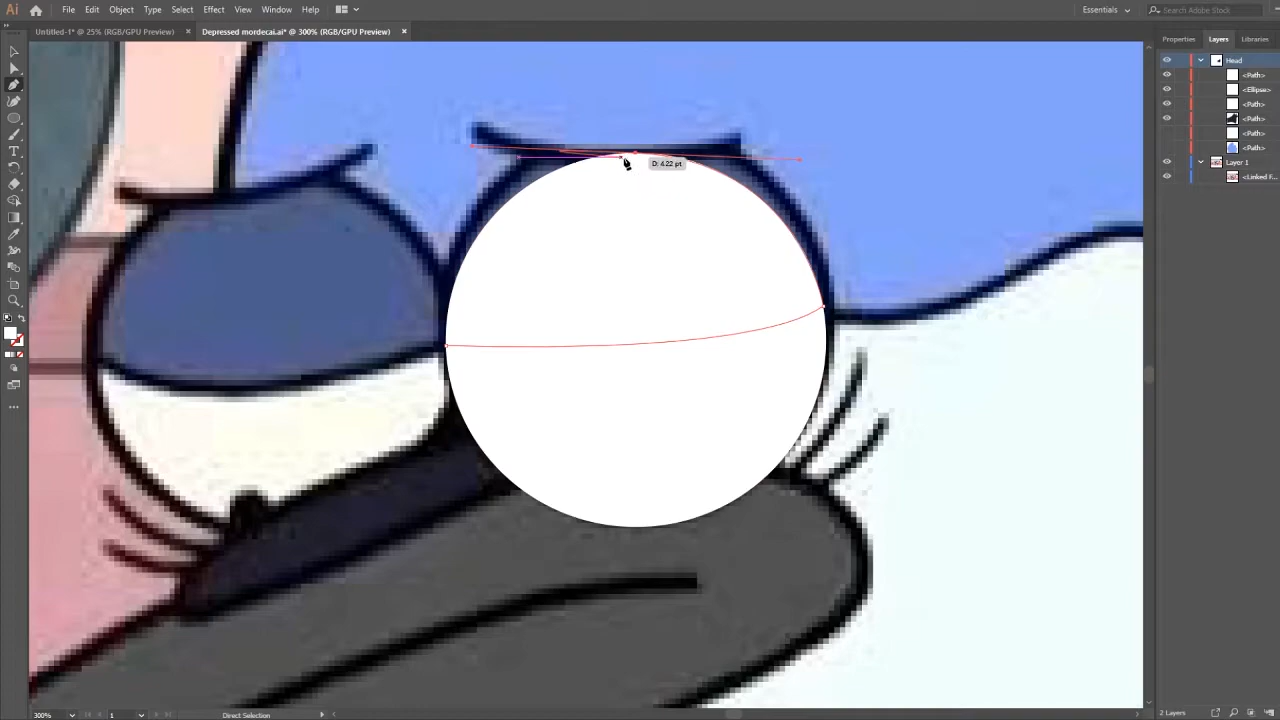 Ai File Edit Object Type Select Effect View Window Help Essentials Search Adobe Stock
Untitled-1* @ 25% (RGB/GPU Preview) × Depressed mordecai.ai* @ 300% (RGB/GPU Preview) ×
Properties Layers Libraries
Head
<Path>
<Ellipse>
<Path>
<Path>
<Path>
<Path>
Layer 1
<Linked F...
D: 4.22 pt
300% 1 Direct Selection 2 Layers